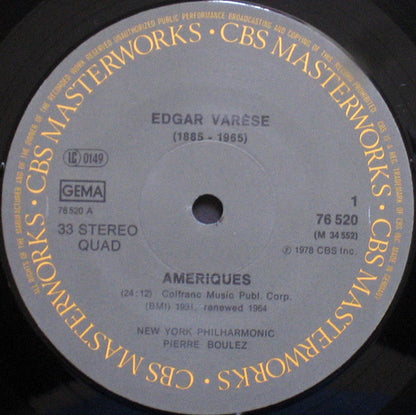 CBS MASTERWORKS · CBS MASTERWORKS · CBS MASTERWORKS · CBS MASTERWORKS ·
EDGAR VARÈSE
(1885 - 1965)
LC 0149
GEMA
76 520 A
33 STEREO
QUAD
1
76 520
(M 34 552)
℗ 1978 CBS Inc.
AMERIQUES
(24:12) Colfranc Music Publ. Corp.
(BMI) 1931, renewed 1964
NEW YORK PHILHARMONIC
PIERRE BOULEZ